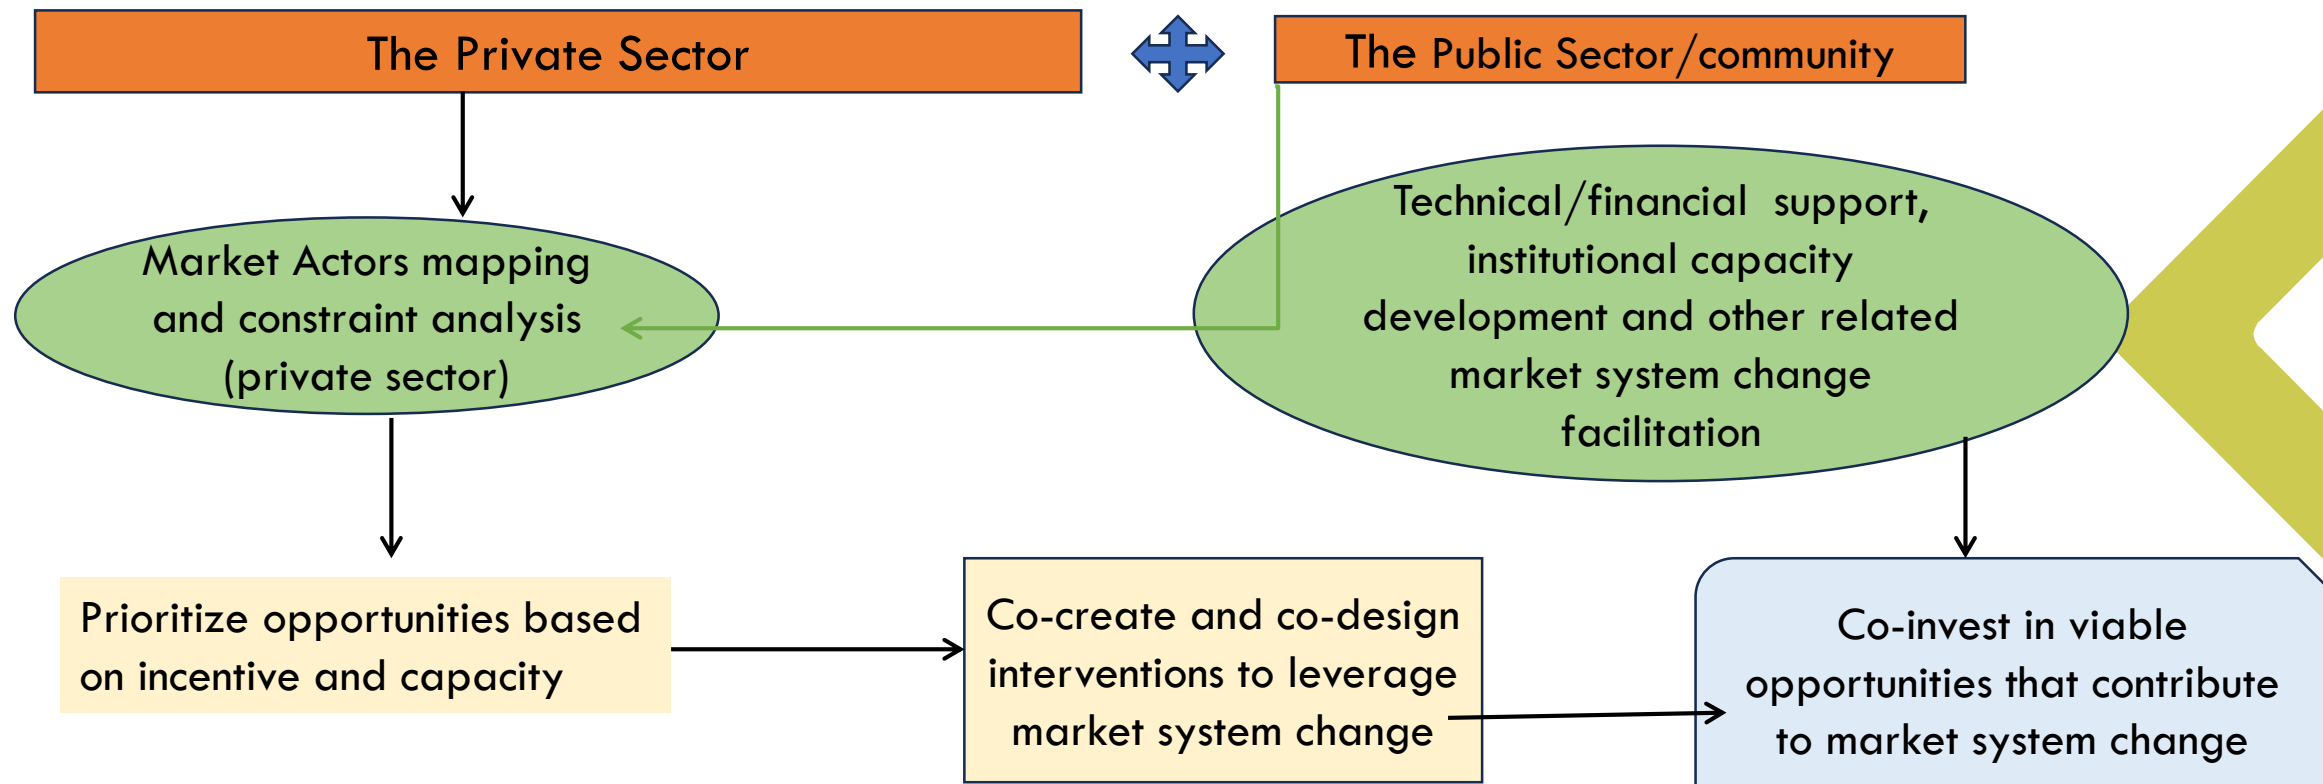 The Private Sector
The Public Sector/community
Market Actors mapping
and constraint analysis
(private sector)
Technical/financial support,
institutional capacity
development and other related
market system change
facilitation
Prioritize opportunities based
on incentive and capacity
Co-create and co-design
interventions to leverage
market system change
Co-invest in viable
opportunities that contribute
to market system change